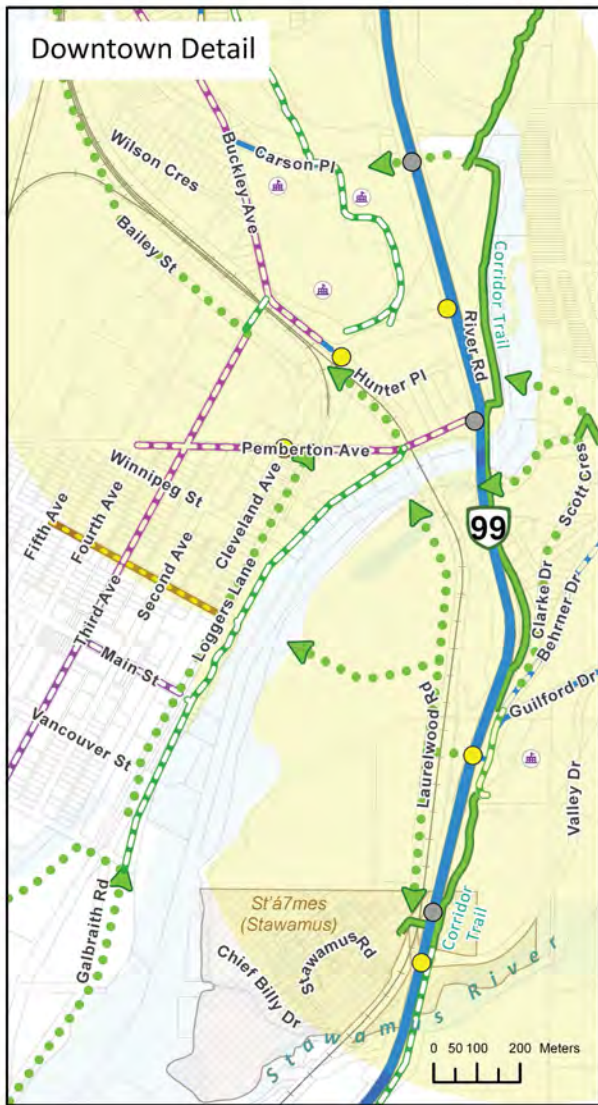 Downtown Detail
Wilson Cres
Buckley Ave
Carson Pl
Bailey St
Corridor Trail
River Rd
Hunter Pl
Pemberton Ave
Winnipeg St
Cleveland Ave
Scott Cres
99
Fifth Ave
Fourth Ave
Second Ave
Third Ave
Loggers Lane
Clarke Dr
Behrner Dr
Main St
Guilford Dr
Vancouver St
Laurelwood Rd
Valley Dr
Galbraith Rd
St'á7mes
(Stawamus)
Stawamus Rd
Corridor
Trail
Chief Billy Dr
Stawamus River
0 50 100 200 Meters